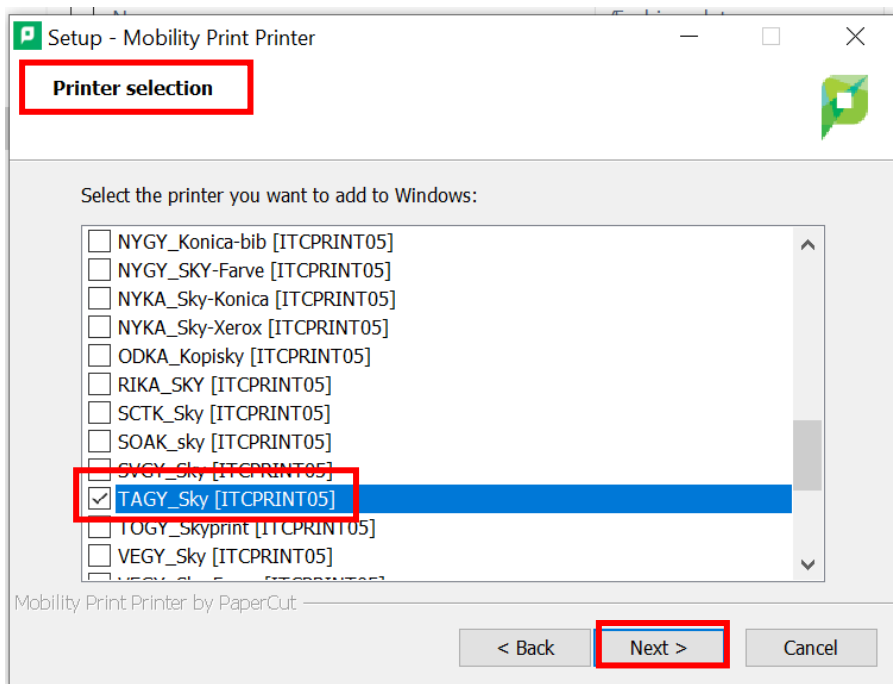 Setup - Mobility Print Printer
Printer selection
Select the printer you want to add to Windows:
NYGY_Konica-bib [ITCPRINT05]
NYGY_SKY-Farve [ITCPRINT05]
NYKA_Sky-Konica [ITCPRINT05]
NYKA_Sky-Xerox [ITCPRINT05]
ODKA_Kopisky [ITCPRINT05]
RIKA_SKY [ITCPRINT05]
SCTK_Sky [ITCPRINT05]
SOAK_sky [ITCPRINT05]
SVGY_Sky [ITCPRINT05]
TAGY_Sky [ITCPRINT05]
TOGY_Skyprint [ITCPRINT05]
VEGY_Sky [ITCPRINT05]
Mobility Print Printer by PaperCut
< Back Next > Cancel